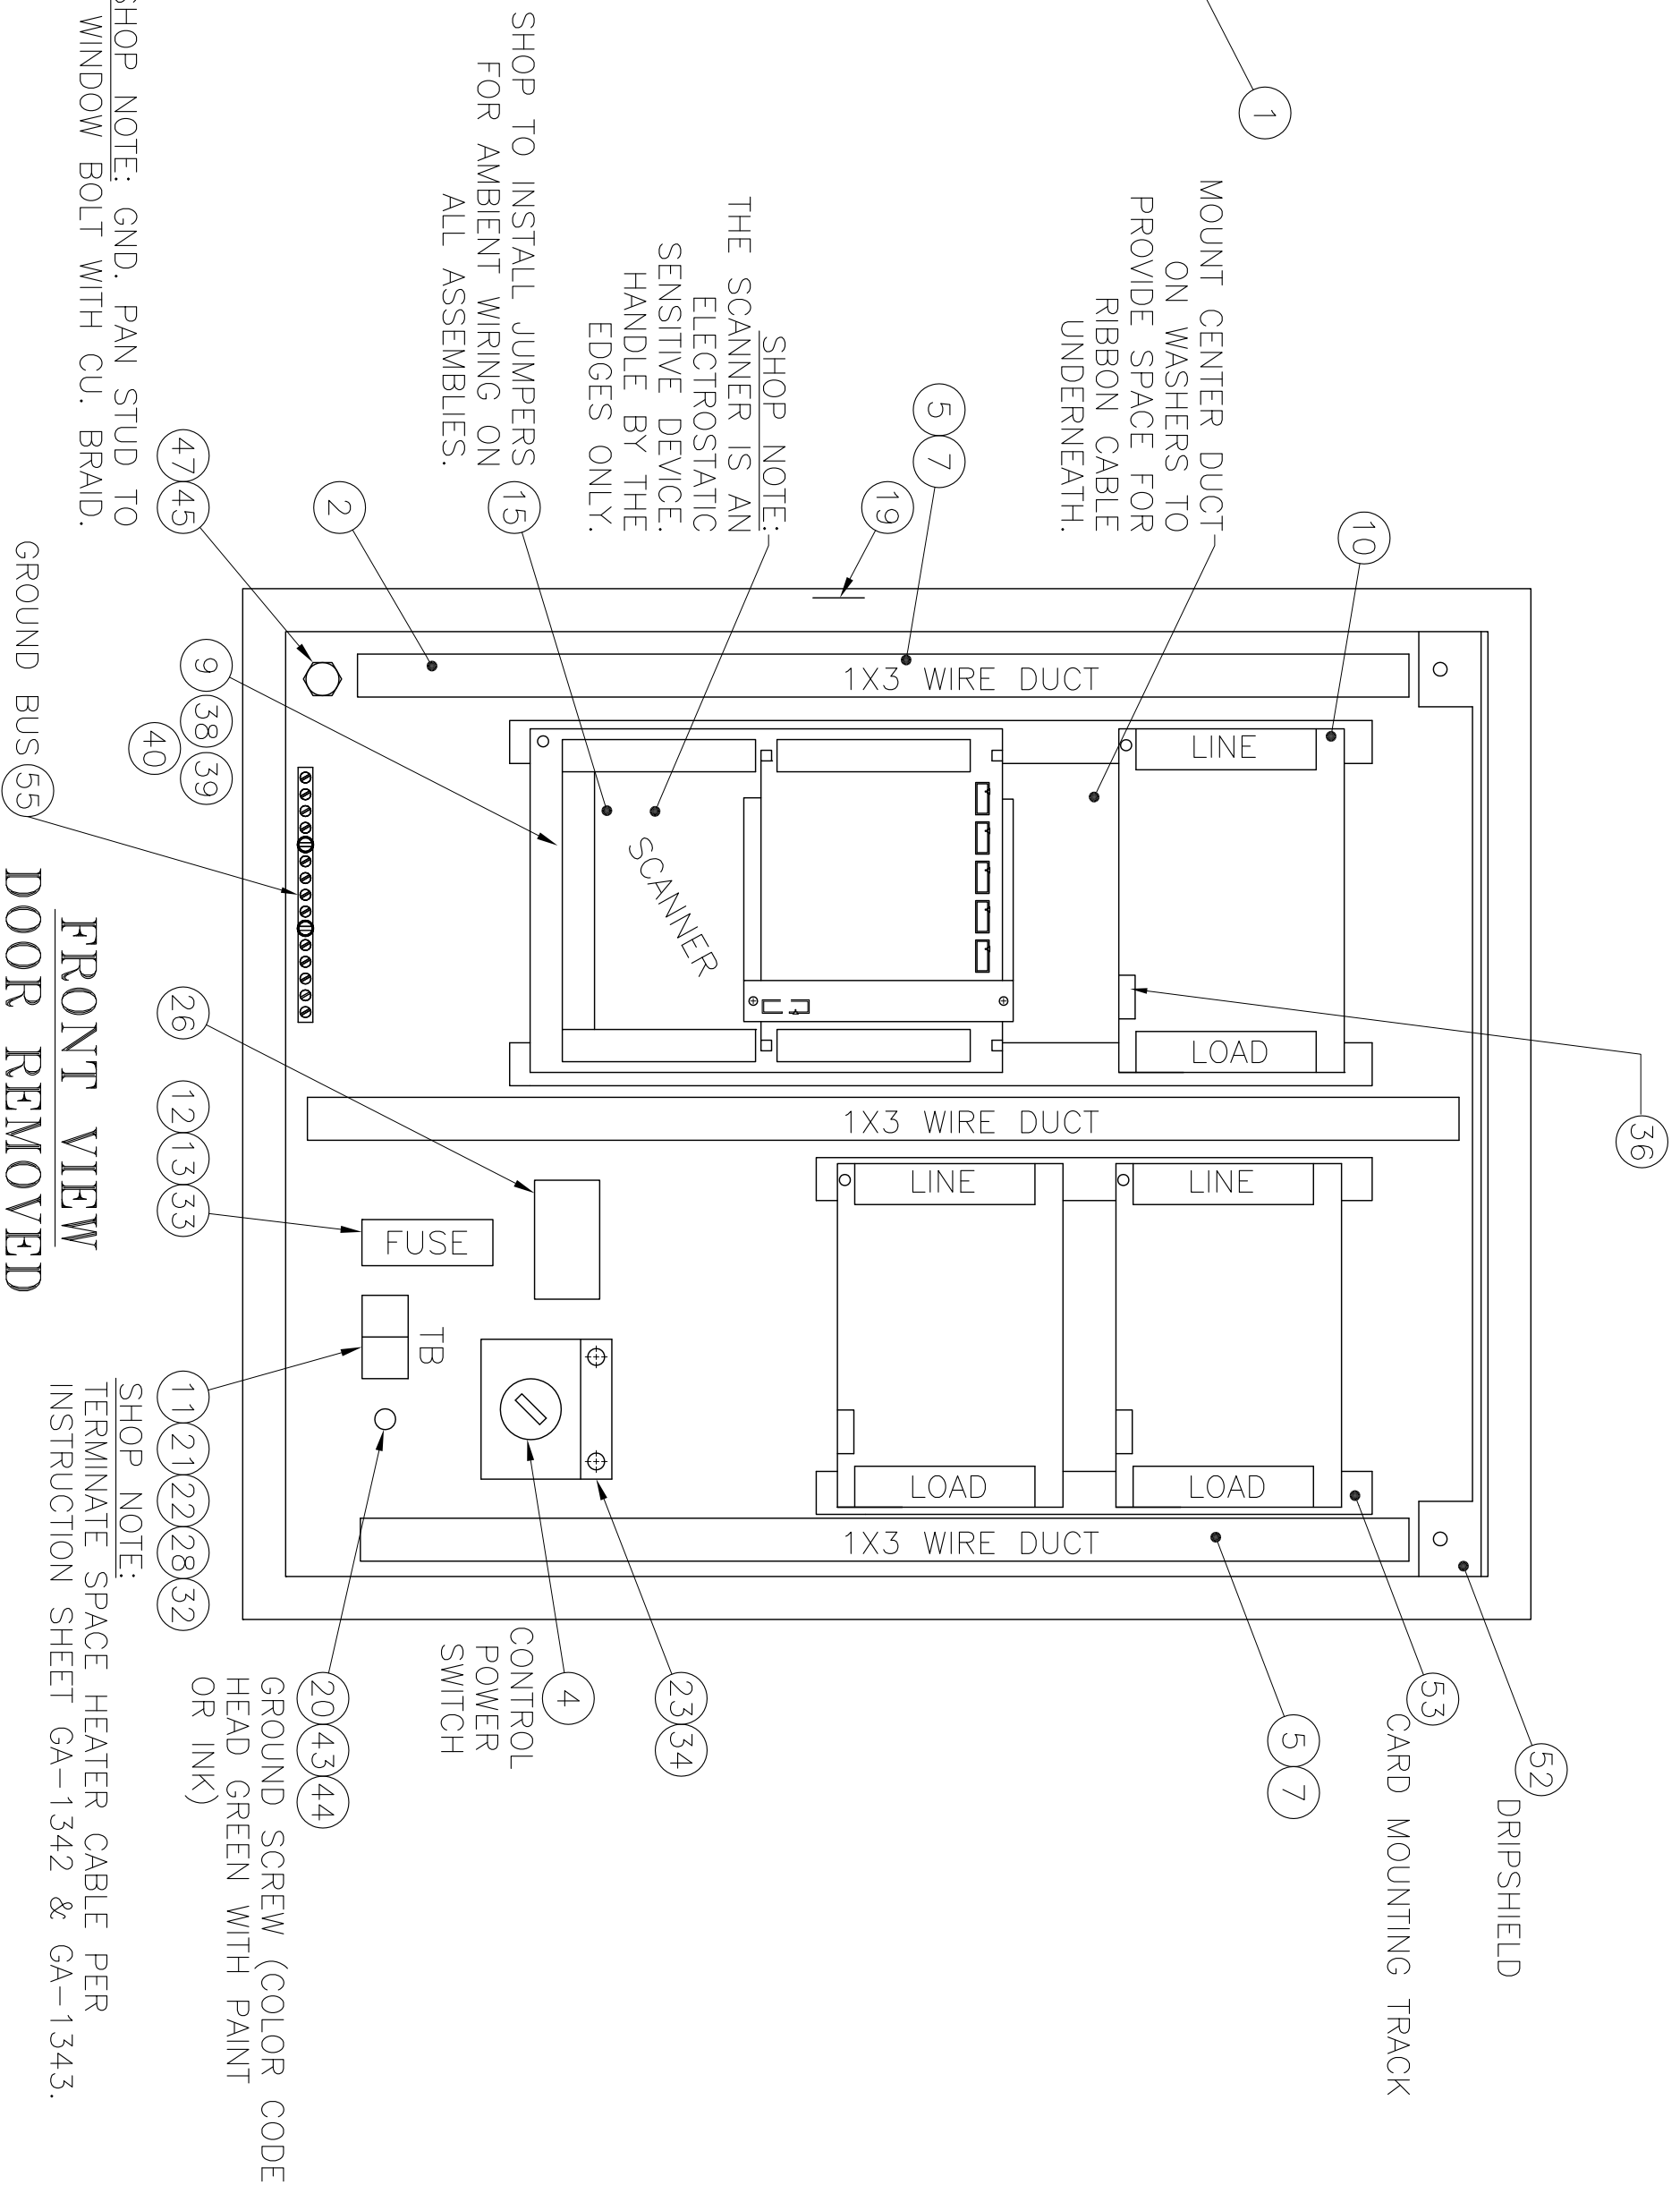 36
52
DRIPSHIELD
53
CARD MOUNTING TRACK
10
1
MOUNT CENTER DUCT
ON WASHERS TO
PROVIDE SPACE FOR
RIBBON CABLE
UNDERNEATH.
5 7
5 7
19
SHOP NOTE:
THE SCANNER IS AN
ELECTROSTATIC
SENSITIVE DEVICE.
HANDLE BY THE
EDGES ONLY.
15
SHOP TO INSTALL JUMPERS
FOR AMBIENT WIRING ON
ALL ASSEMBLIES.
2
47 45
SHOP NOTE: GND. PAN STUD TO
WINDOW BOLT WITH CU. BRAID.
1X3 WIRE DUCT
LINE
LOAD
SCANNER
1X3 WIRE DUCT
LINE
LINE
LOAD
LOAD
1X3 WIRE DUCT
FUSE
TB
23 34
4
CONTROL
POWER
SWITCH
20 43 44
GROUND SCREW (COLOR CODE
HEAD GREEN WITH PAINT
OR INK)
9 38 39
40
26
12 13 33
11 21 22 28 32
SHOP NOTE:
TERMINATE SPACE HEATER CABLE PER
INSTRUCTION SHEET GA-1342 & GA-1343.
GROUND BUS 55
FRONT VIEW
DOOR REMOVED